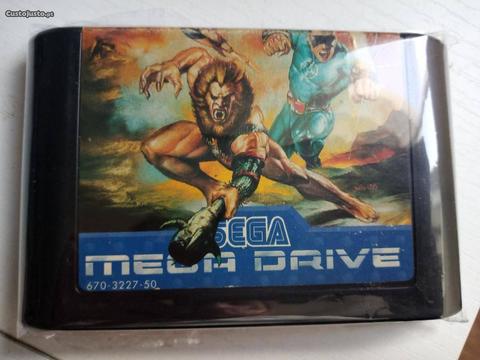 CustoJusto.pt
SEGA
MEGA DRIVE
670-3227-50